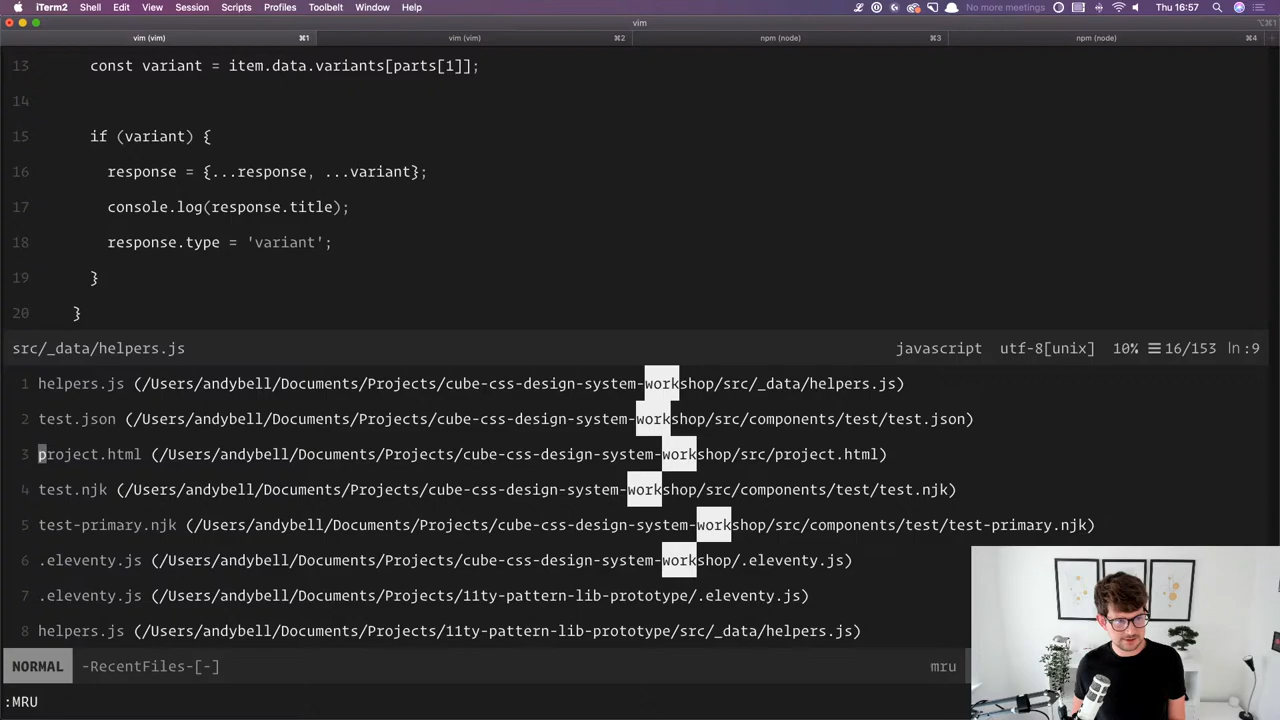 iTerm2 Shell Edit View Session Scripts Profiles Toolbelt Window Help No more meetings Thu 16:57
vim
⌥⌘1
vim (vim) ⌘1 vim (vim) ⌘2 npm (node) ⌘3 npm (node) ⌘4
13 const variant = item.data.variants[parts[1]];
14
15 if (variant) {
16 response = {...response, ...variant};
17 console.log(response.title);
18 response.type = 'variant';
19 }
20 }
src/_data/helpers.js javascript utf-8[unix] 10% ☰ 16/153 ln:9
1 helpers.js (/Users/andybell/Documents/Projects/cube-css-design-system-workshop/src/_data/helpers.js)
2 test.json (/Users/andybell/Documents/Projects/cube-css-design-system-workshop/src/components/test/test.json)
3 project.html (/Users/andybell/Documents/Projects/cube-css-design-system-workshop/src/project.html)
4 test.njk (/Users/andybell/Documents/Projects/cube-css-design-system-workshop/src/components/test/test.njk)
5 test-primary.njk (/Users/andybell/Documents/Projects/cube-css-design-system-workshop/src/components/test/test-primary.njk)
6 .eleventy.js (/Users/andybell/Documents/Projects/cube-css-design-system-workshop/.eleventy.js)
7 .eleventy.js (/Users/andybell/Documents/Projects/11ty-pattern-lib-prototype/.eleventy.js)
8 helpers.js (/Users/andybell/Documents/Projects/11ty-pattern-lib-prototype/src/_data/helpers.js)
NORMAL -RecentFiles-[-] mru
:MRU